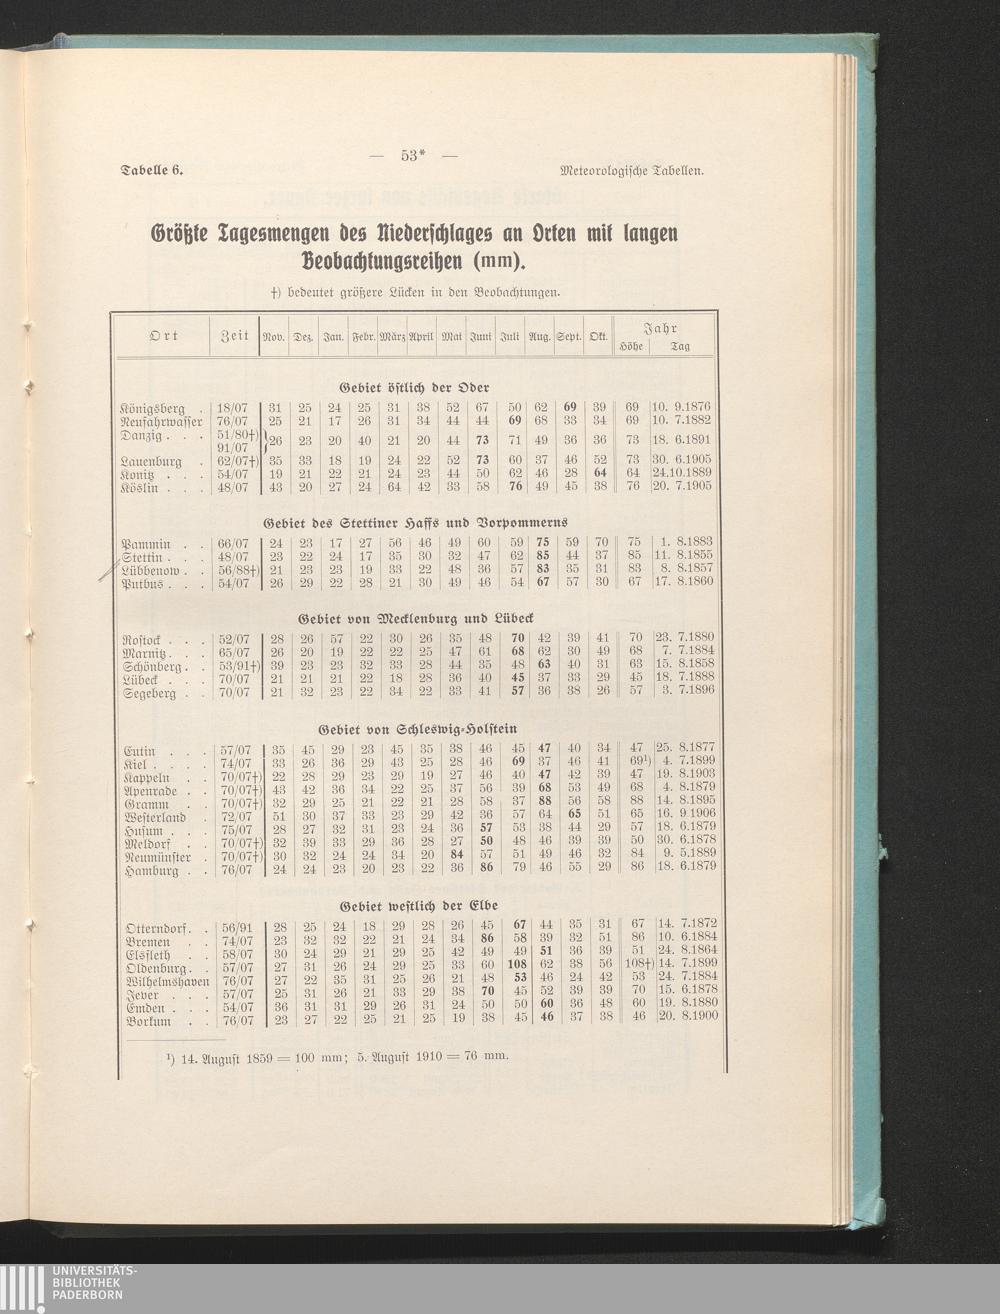 — 53* —
Tabelle 6. Meteorologische Tabellen.
Größte Tagesmengen des Niederschlages an Orten mit langen
Beobachtungsreihen (mm).
†) bedeutet größere Lücken in den Beobachtungen.
Ort Zeit Nov. Dez. Jan. Febr. März April Mai Juni Juli Aug. Sept. Okt. Jahr
Höhe Tag
Gebiet östlich der Oder
Königsberg . 18/07 31 25 24 25 31 38 52 67 50 62 69 39 69 10. 9.1876
Neufahrwasser 76/07 25 21 17 26 31 34 44 44 69 68 33 34 69 10. 7.1882
Danzig . . . 51/80†) 91/07 } 26 23 20 40 21 20 44 73 71 49 36 36 73 18. 6.1891
Lauenburg . 62/07†) 35 33 18 19 24 22 52 73 60 37 46 52 73 30. 6.1905
Konitz . . . 54/07 19 21 22 21 24 23 44 50 62 46 28 64 64 24.10.1889
Köslin . . . 48/07 43 20 27 24 64 42 33 58 76 49 45 38 76 20. 7.1905
Gebiet des Stettiner Haffs und Vorpommerns
Pammin . . 66/07 24 23 17 27 56 46 49 60 59 75 59 70 75 1. 8.1883
Stettin . . . 48/07 23 22 24 17 35 30 32 47 62 85 44 37 85 11. 8.1855
Lübbenow . . 56/88†) 21 23 23 19 33 22 48 36 57 83 35 31 83 8. 8.1857
Putbus . . . 54/07 26 29 22 28 21 30 49 46 54 67 57 30 67 17. 8.1860
Gebiet von Mecklenburg und Lübeck
Rostock . . . 52/07 28 26 57 22 30 26 35 48 70 42 39 41 70 23. 7.1880
Marnitz . . 65/07 26 20 19 22 22 25 47 61 68 62 30 49 68 7. 7.1884
Schönberg . . 53/91†) 39 23 23 32 33 28 44 35 48 63 40 31 63 15. 8.1858
Lübeck . . . 70/07 21 21 21 22 18 28 36 40 45 37 33 29 45 18. 7.1888
Segeberg . . 70/07 21 32 23 22 34 22 33 41 57 36 38 26 57 3. 7.1896
Gebiet von Schleswig-Holstein
Eutin . . . 57/07 35 45 29 23 45 35 38 46 45 47 40 34 47 25. 8.1877
Kiel . . . . 74/07 33 26 36 29 43 25 28 46 69 37 46 41 69¹) 4. 7.1899
Kappeln . . 70/07†) 22 28 29 23 29 19 27 46 40 47 42 39 47 19. 8.1903
Apenrade . . 70/07†) 43 42 36 34 22 25 37 56 39 68 53 49 68 4. 8.1879
Gramm . . 70/07†) 32 29 25 21 22 21 28 58 37 88 56 58 88 14. 8.1895
Westerland . 72/07 51 30 37 33 23 29 42 36 57 64 65 51 65 16. 9.1906
Husum . . . 75/07 28 27 32 31 23 24 36 57 53 38 44 29 57 18. 6.1879
Meldorf . . 70/07†) 32 39 33 29 36 28 27 50 48 46 39 39 50 30. 6.1878
Neumünster . 70/07†) 30 32 24 24 34 20 84 57 51 49 46 32 84 9. 5.1889
Hamburg . . 76/07 24 24 23 20 23 22 36 86 79 46 55 29 86 18. 6.1879
Gebiet westlich der Elbe
Otterndorf . . 56/91 28 25 24 18 29 28 26 45 67 44 35 31 67 14. 7.1872
Bremen . . 74/07 23 32 32 22 21 24 34 86 58 39 32 51 86 10. 6.1884
Elsfleth . . 58/07 30 24 29 21 29 25 42 49 49 51 36 39 51 24. 8.1864
Oldenburg . . 57/07 27 31 26 24 29 25 33 60 108 62 38 56 108†) 14. 7.1899
Wilhelmshaven 76/07 27 22 35 31 25 26 21 48 53 46 24 42 53 24. 7.1884
Jever . . . 57/07 25 31 26 21 33 29 38 70 45 52 39 39 70 15. 6.1878
Emden . . . 54/07 36 31 31 29 26 31 24 50 50 60 36 48 60 19. 8.1880
Borkum . . 76/07 23 27 22 25 21 25 19 38 45 46 37 38 46 20. 8.1900
¹) 14. August 1859 = 100 mm; 5. August 1910 = 76 mm.
UNIVERSITÄTS-
BIBLIOTHEK
PADERBORN